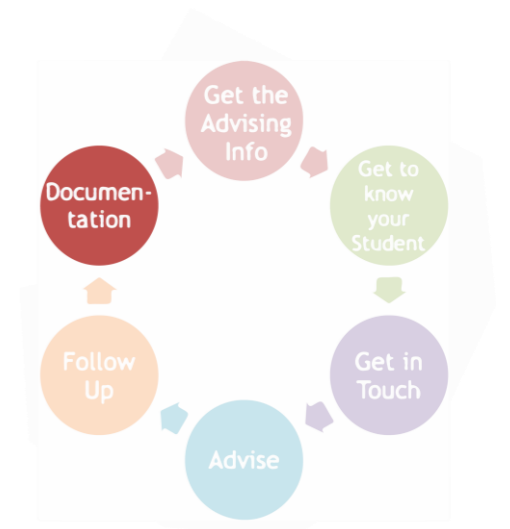 Get the
Advising
Info
Get to
know
your
Student
Get in
Touch
Advise
Follow
Up
Documen-
tation